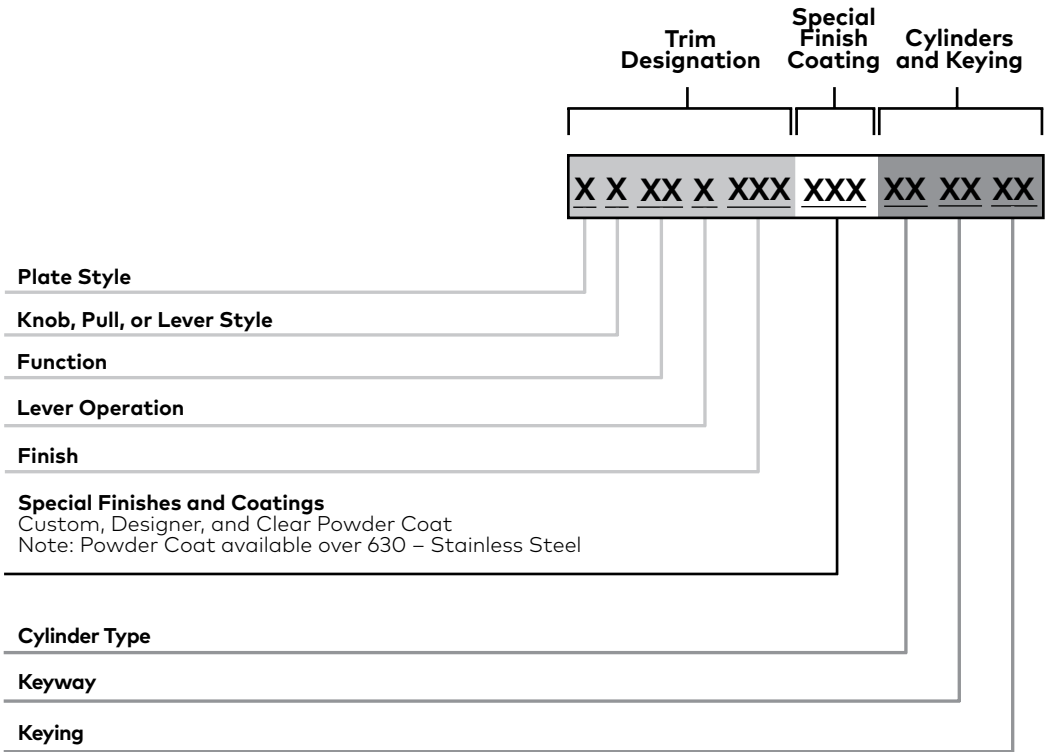 Trim
Designation
Special
Finish
Coating
Cylinders
and Keying
X X XX X XXX XXX XX XX XX
Plate Style
Knob, Pull, or Lever Style
Function
Lever Operation
Finish
Special Finishes and Coatings
Custom, Designer, and Clear Powder Coat
Note: Powder Coat available over 630 – Stainless Steel
Cylinder Type
Keyway
Keying